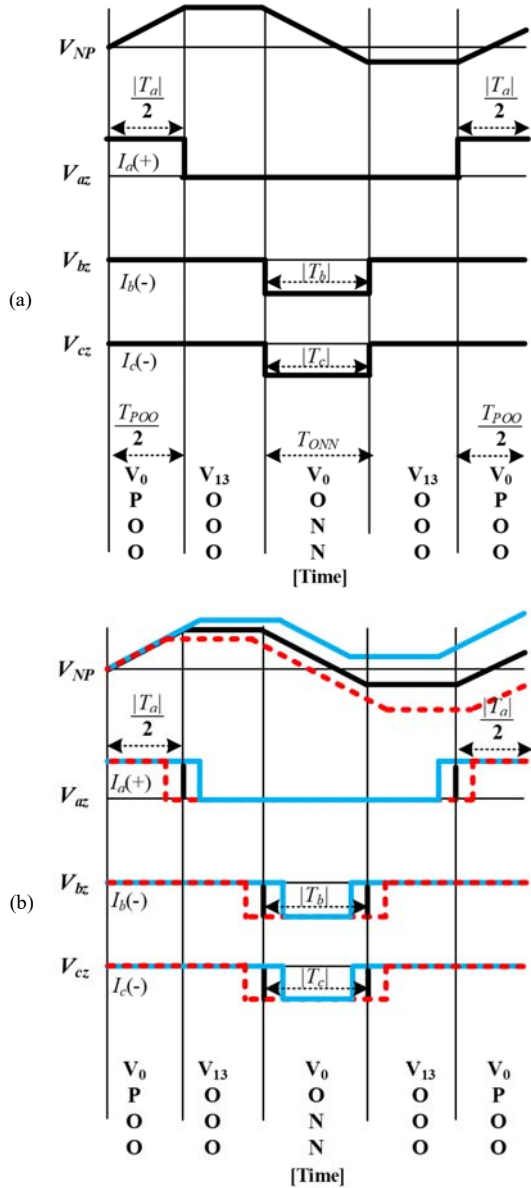 V_NP
|T_a|/2 |T_a|/2
I_a(+)
V_az
V_bz
|T_b|
I_b(-)
(a)
V_cz
|T_c|
I_c(-)
T_POO/2 T_ONN T_POO/2
V_0 V_13 V_0 V_13 V_0
P O O O P
O O N O O
O O N O O
[Time]
V_NP
|T_a|/2 |T_a|/2
I_a(+)
V_az
V_bz
|T_b|
I_b(-)
(b)
V_cz
|T_c|
I_c(-)
V_0 V_13 V_0 V_13 V_0
P O O O P
O O N O O
O O N O O
[Time]